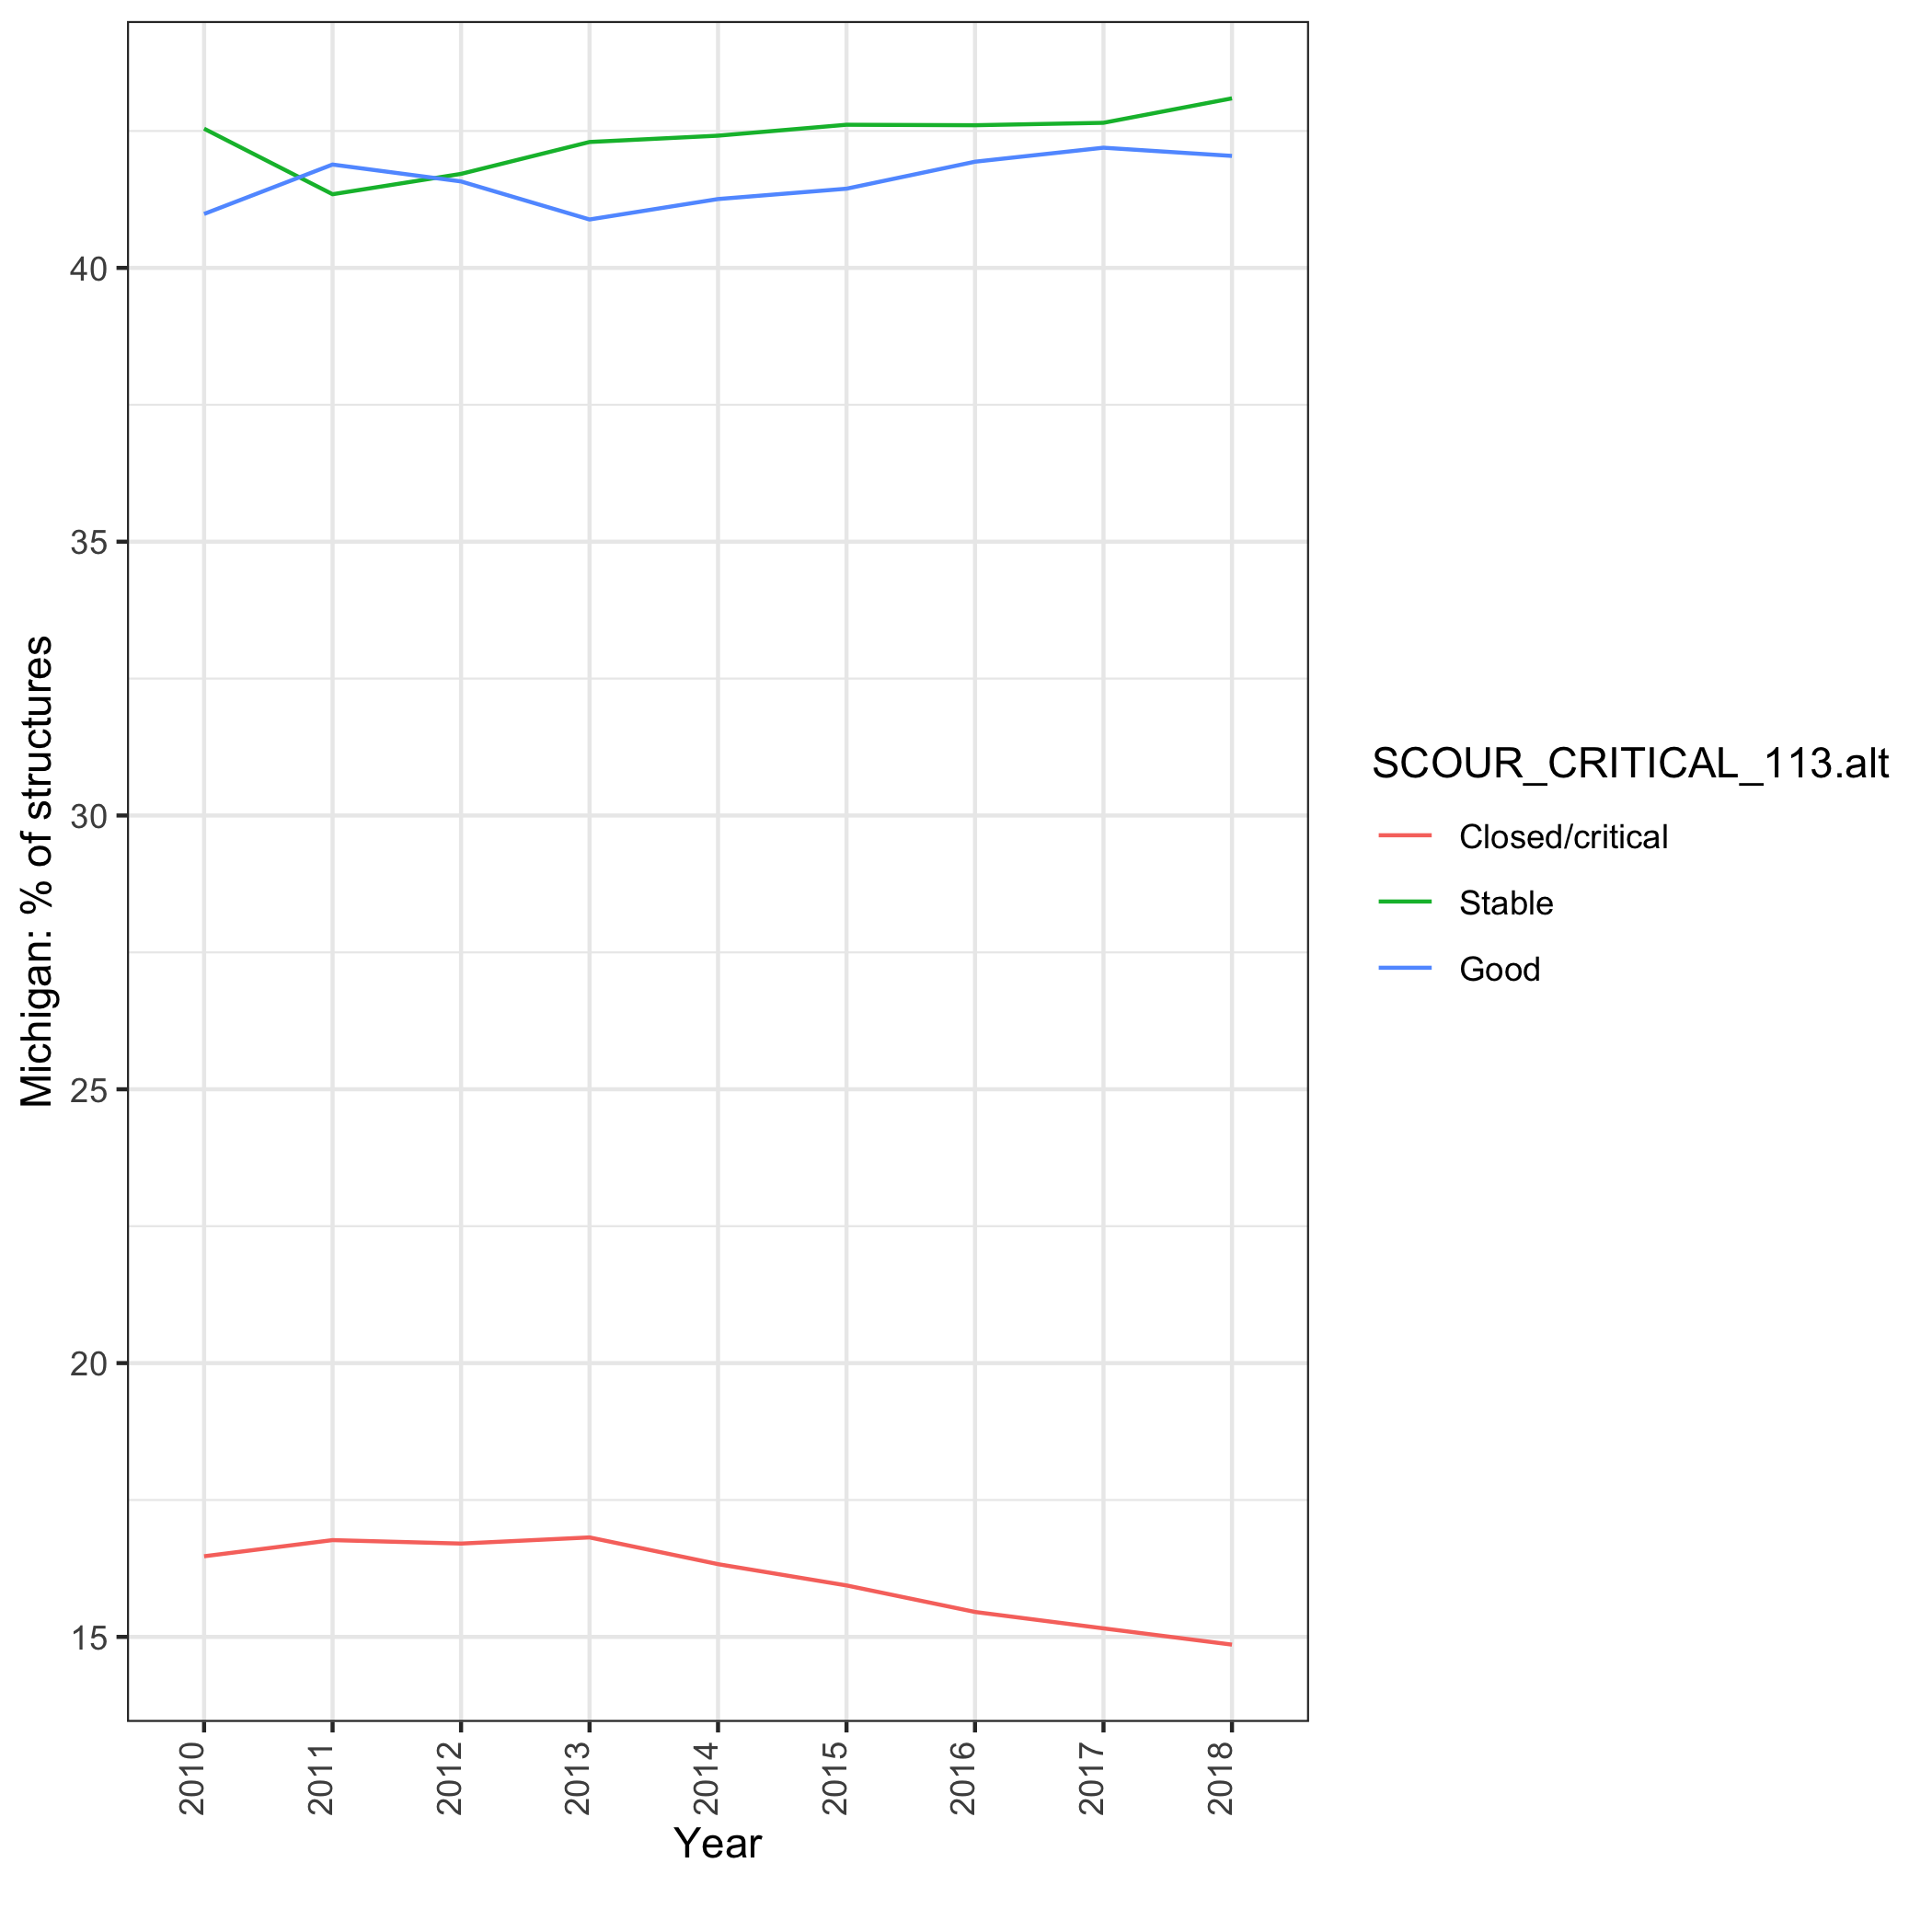 Michigan: % of structures
40
35
30
25
20
15
2010
2011
2012
2013
2014
2015
2016
2017
2018
Year
SCOUR_CRITICAL_113.alt
Closed/critical
Stable
Good